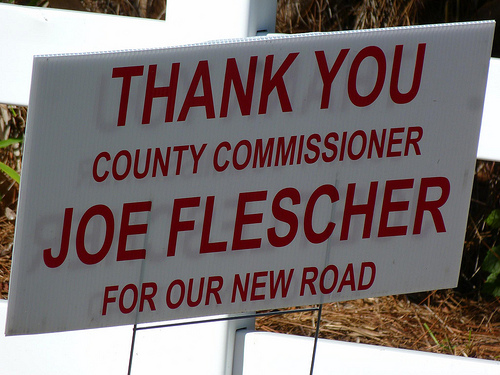 THANK YOU
COUNTY COMMISSIONER
JOE FLESCHER
FOR OUR NEW ROAD